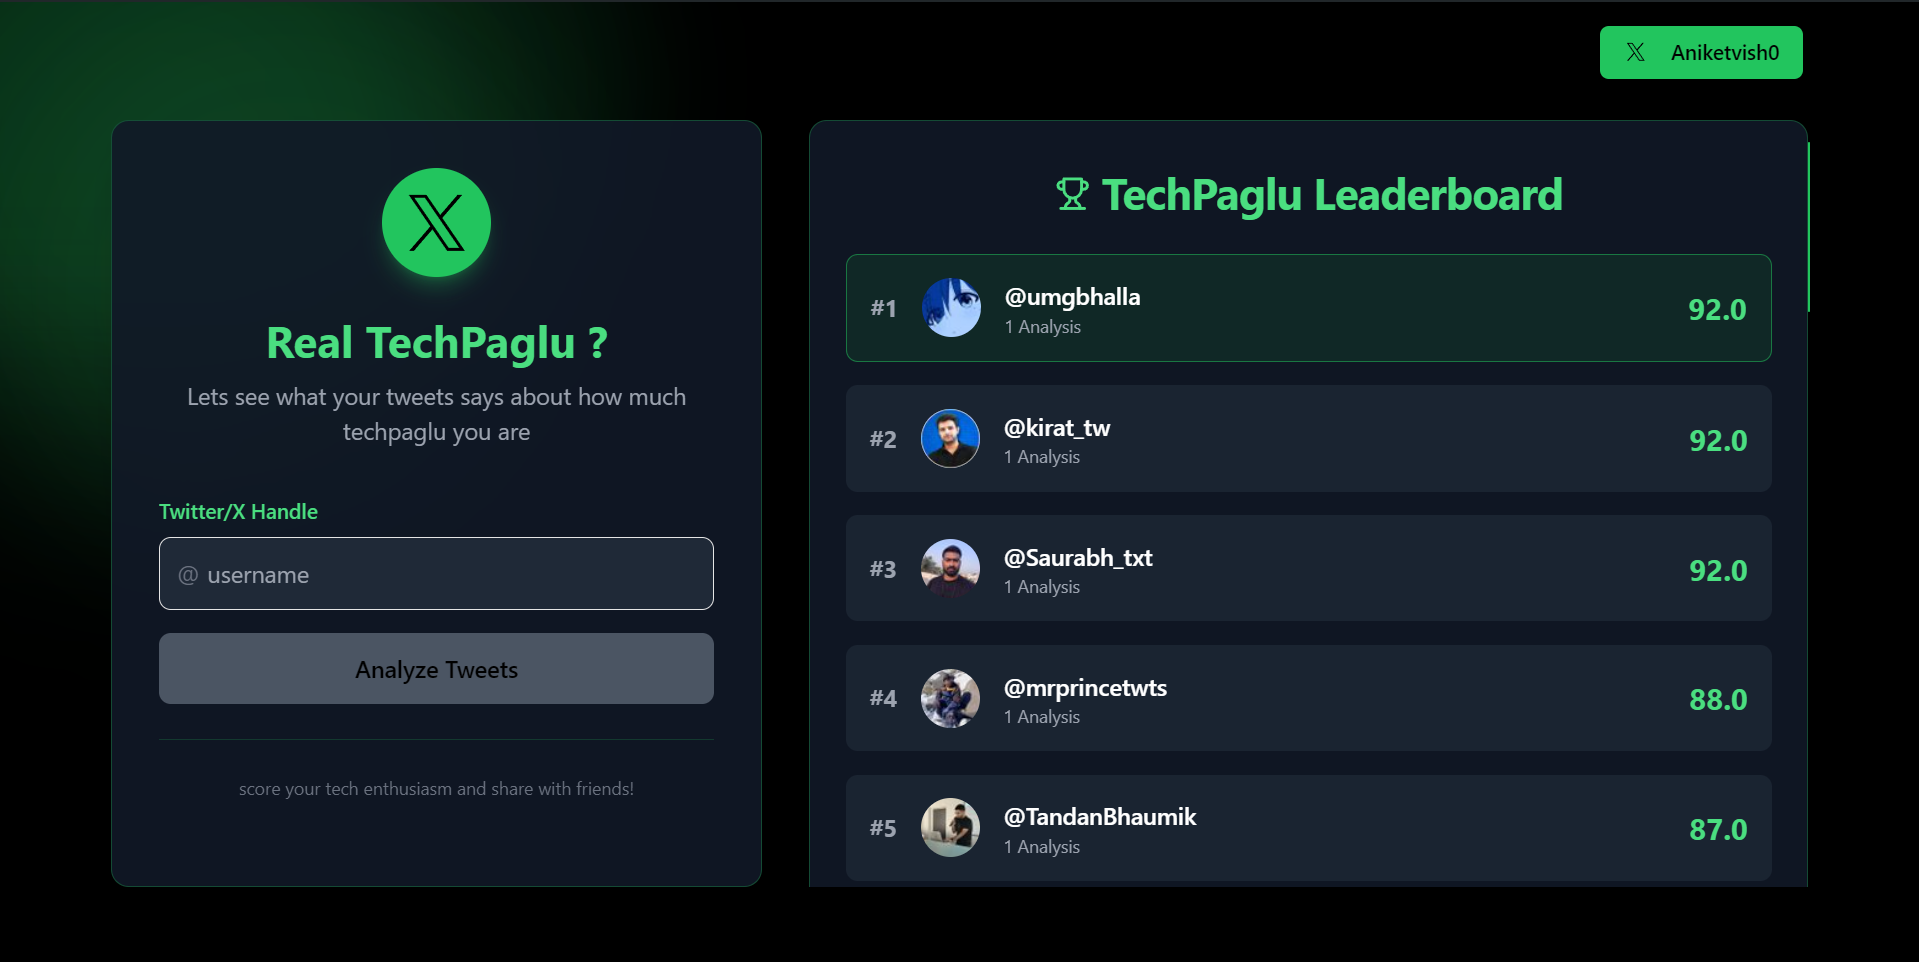 Aniketvish0
Real TechPaglu ?
Lets see what your tweets says about how much
techpaglu you are
Twitter/X Handle
@ username
Analyze Tweets
score your tech enthusiasm and share with friends!
TechPaglu Leaderboard
#1 @umgbhalla 92.0
1 Analysis
#2 @kirat_tw 92.0
1 Analysis
#3 @Saurabh_txt 92.0
1 Analysis
#4 @mrprincetwts 88.0
1 Analysis
#5 @TandanBhaumik 87.0
1 Analysis